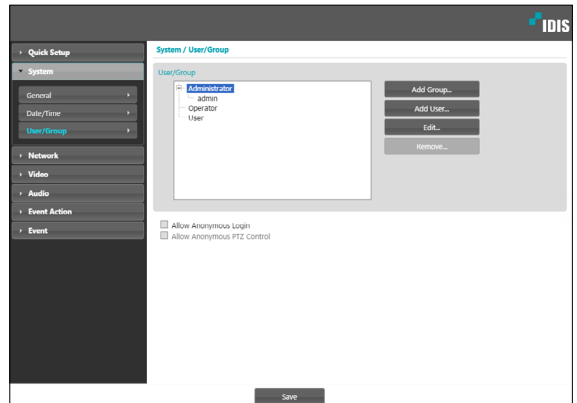 IDIS
Quick Setup
System
General
Date/Time
User/Group
Network
Video
Audio
Event Action
Event
System / User/Group
User/Group
Administrator
admin
Operator
User
Add Group...
Add User...
Edit...
Remove...
Allow Anonymous Login
Allow Anonymous PTZ Control
Save